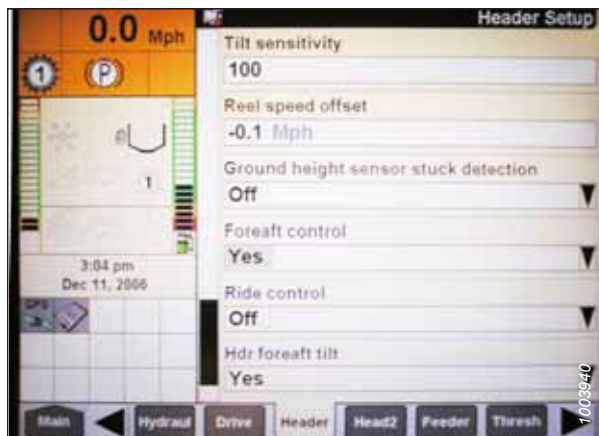 0.0 Mph
Header Setup
1
(P)
Tilt sensitivity
100
Reel speed offset
-0.1 Mph
Ground height sensor stuck detection
Off
Foreaft control
Yes
Ride control
Off
Hdr foreaft tilt
Yes
1
3:04 pm
Dec 11, 2006
GPS
Main
Hydraul
Drive
Header
Head2
Feeder
Thresh
1003940